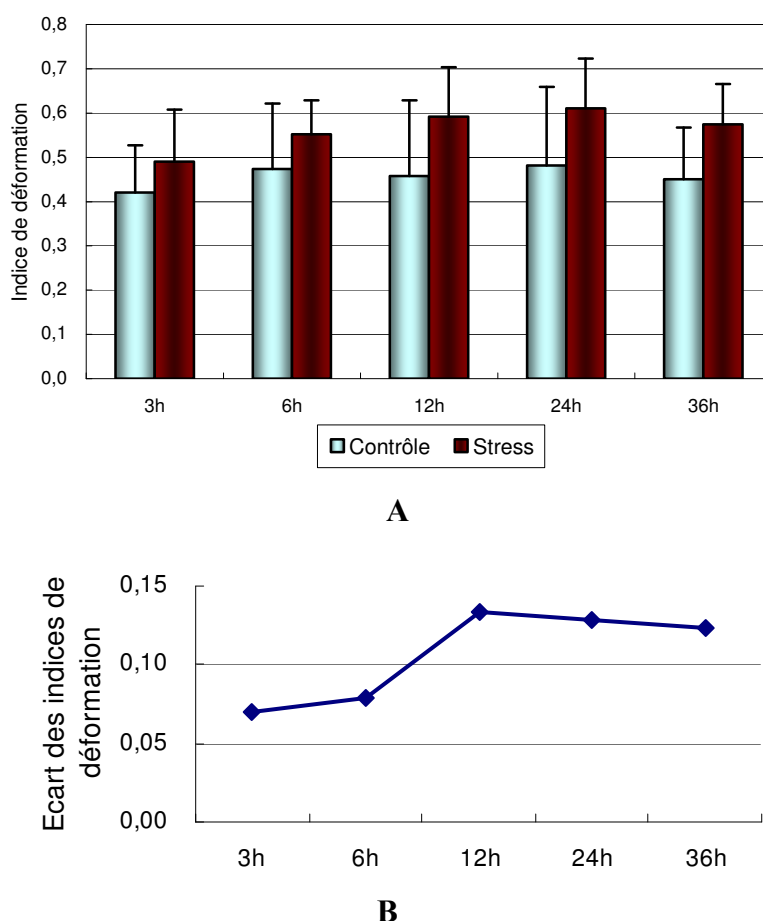 0,8
0,7
0,6
0,5
0,4
0,3
0,2
0,1
0,0
Indice de déformation
3h 6h 12h 24h 36h
Contrôle Stress
A
0,15
0,10
0,05
0,00
Ecart des indices de
déformation
3h 6h 12h 24h 36h
B